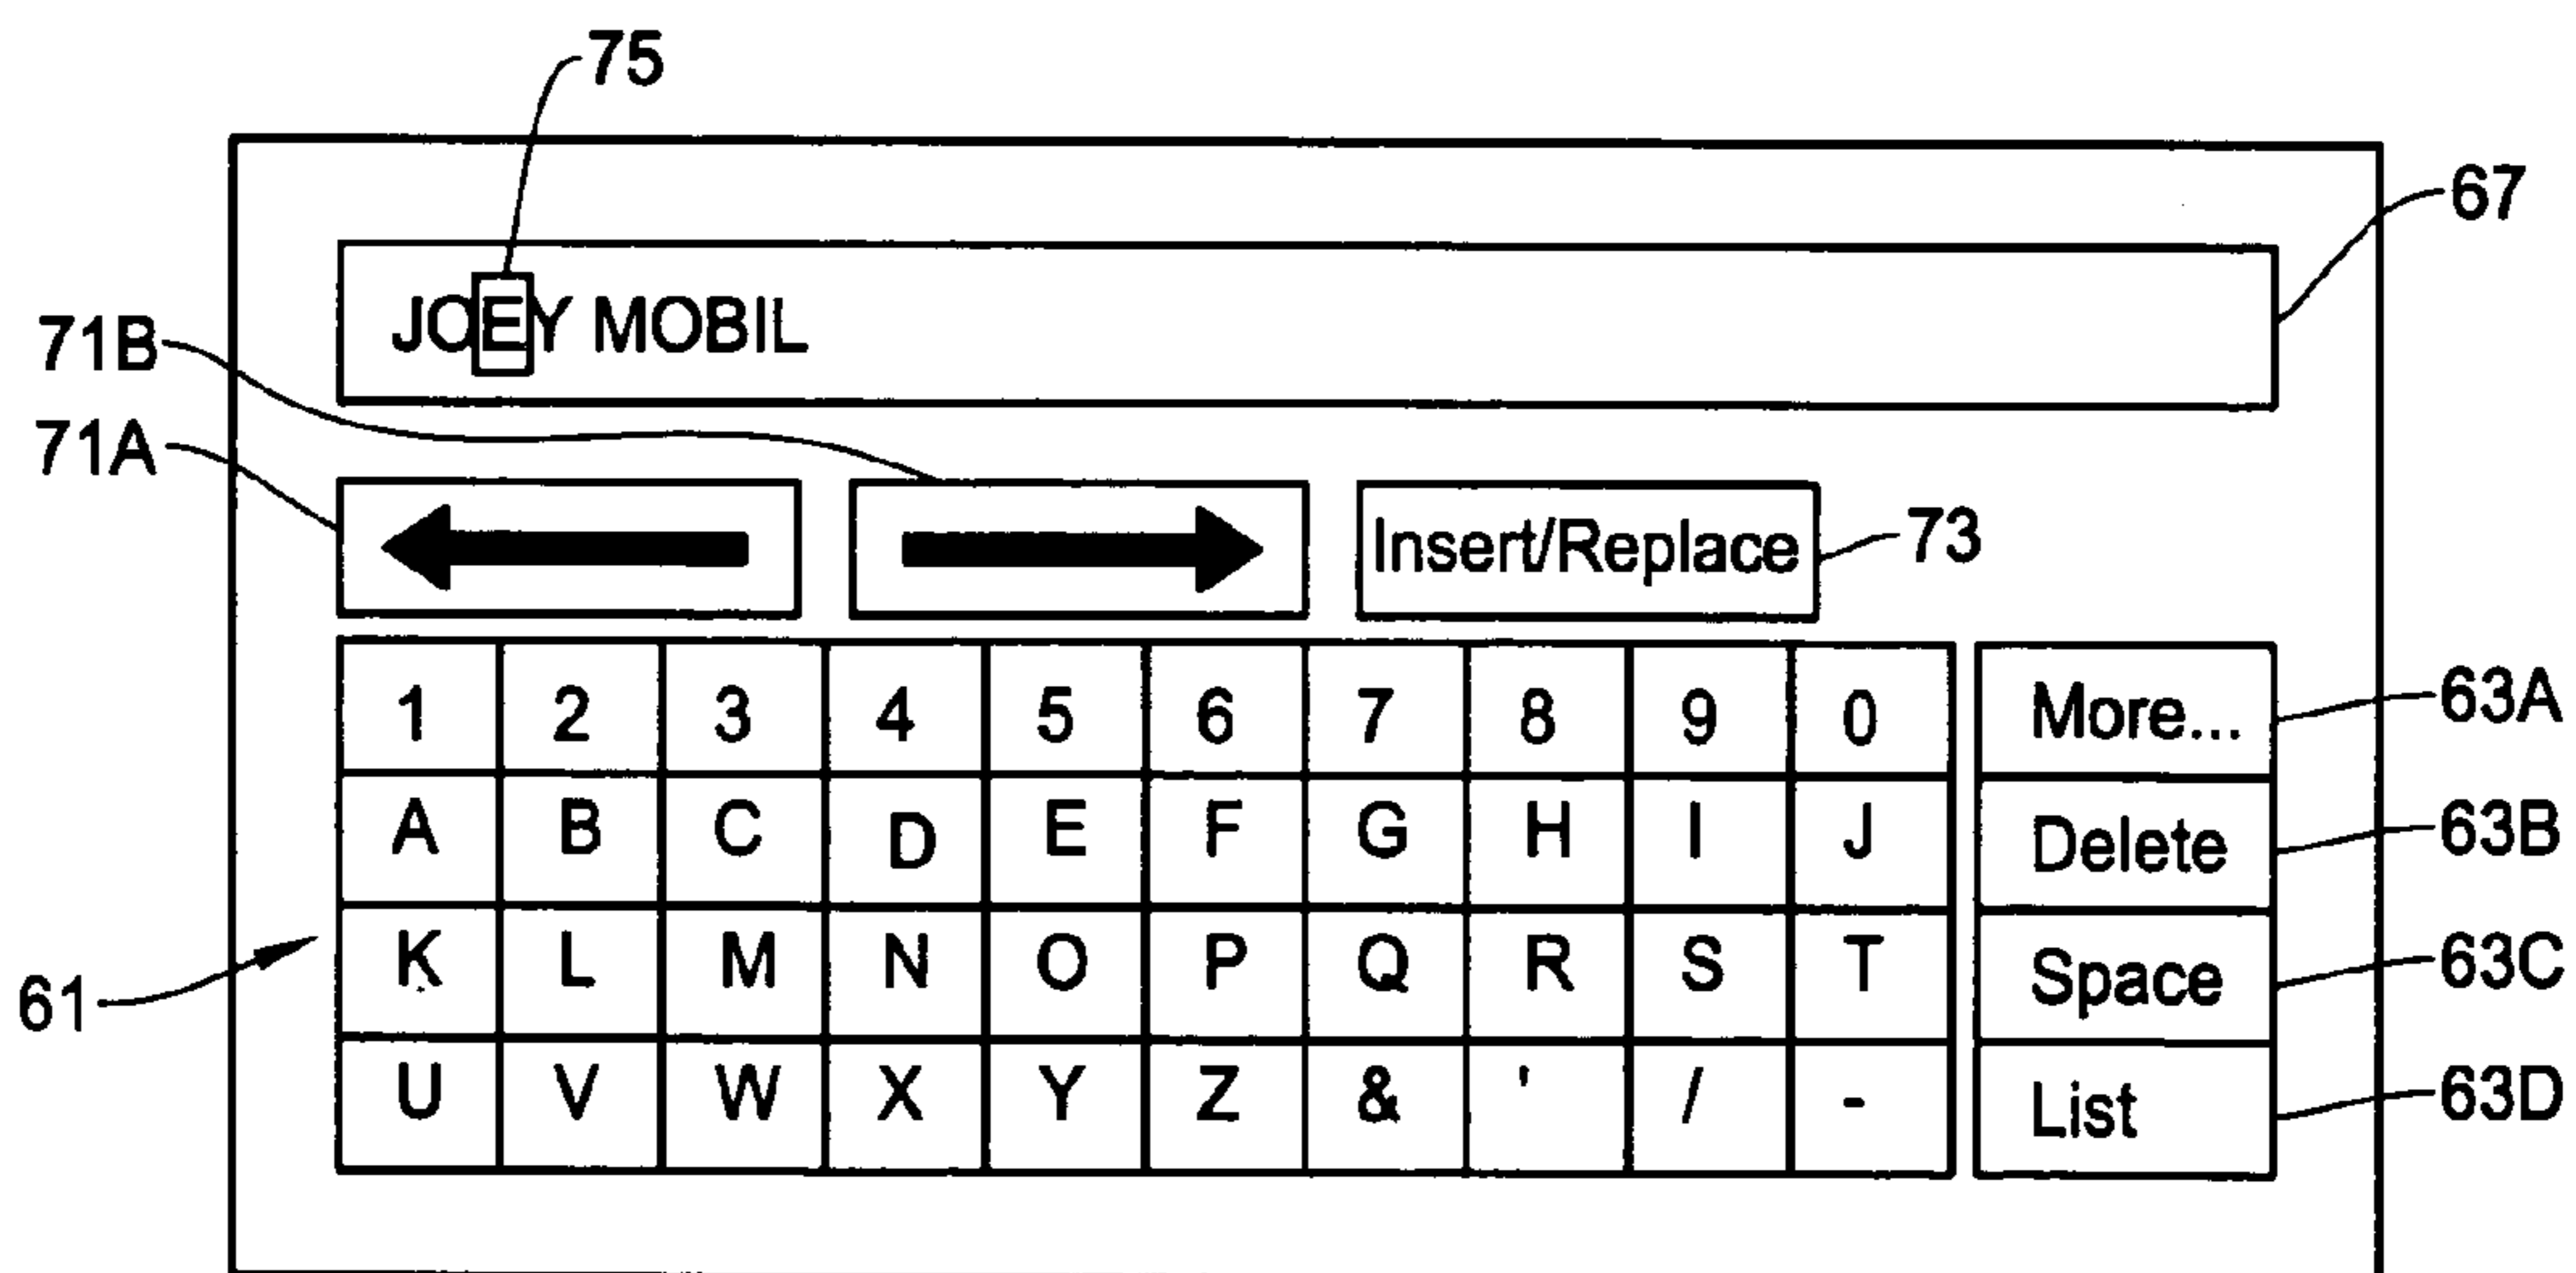 75
67
JOEY MOBIL
71B
71A
Insert/Replace 73
1 2 3 4 5 6 7 8 9 0 More... 63A
A B C D E F G H I J Delete 63B
K L M N O P Q R S T Space 63C
61
U V W X Y Z & ' / - List 63D